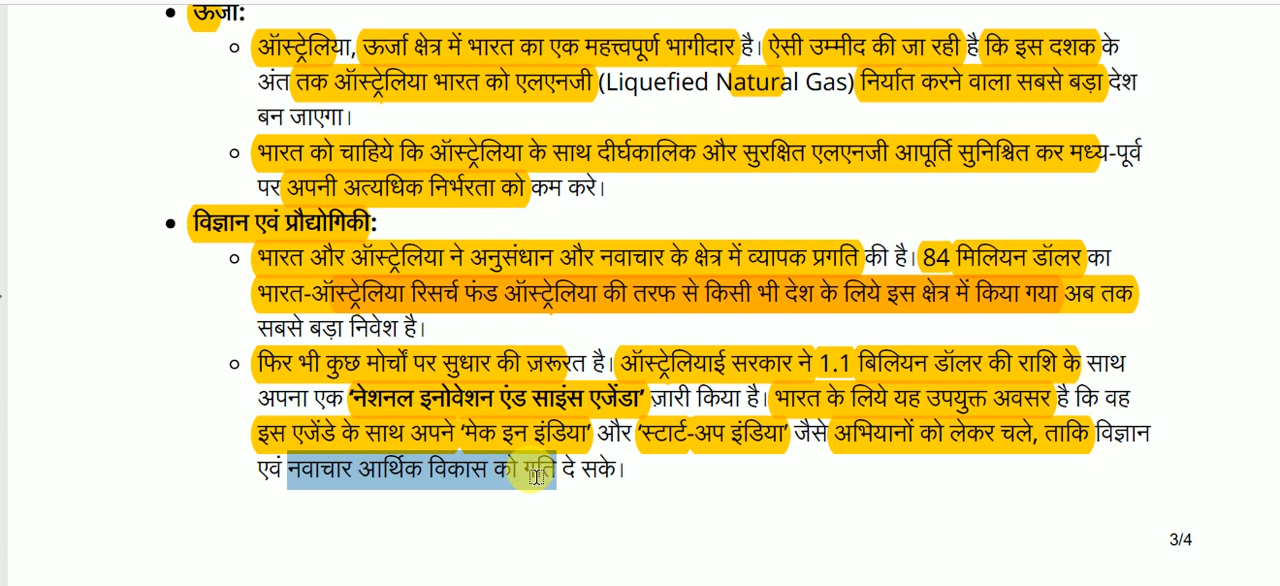 ऊर्जा:
ऑस्ट्रेलिया, ऊर्जा क्षेत्र में भारत का एक महत्त्वपूर्ण भागीदार है। ऐसी उम्मीद की जा रही है कि इस दशक के
अंत तक ऑस्ट्रेलिया भारत को एलएनजी (Liquefied Natural Gas) निर्यात करने वाला सबसे बड़ा देश
बन जाएगा।
भारत को चाहिये कि ऑस्ट्रेलिया के साथ दीर्घकालिक और सुरक्षित एलएनजी आपूर्ति सुनिश्चित कर मध्य-पूर्व
पर अपनी अत्यधिक निर्भरता को कम करे।
विज्ञान एवं प्रौद्योगिकी:
भारत और ऑस्ट्रेलिया ने अनुसंधान और नवाचार के क्षेत्र में व्यापक प्रगति की है। 84 मिलियन डॉलर का
भारत-ऑस्ट्रेलिया रिसर्च फंड ऑस्ट्रेलिया की तरफ से किसी भी देश के लिये इस क्षेत्र में किया गया अब तक
सबसे बड़ा निवेश है।
फिर भी कुछ मोर्चों पर सुधार की ज़रूरत है। ऑस्ट्रेलियाई सरकार ने 1.1 बिलियन डॉलर की राशि के साथ
अपना एक ‘नेशनल इनोवेशन एंड साइंस एजेंडा’ ज़ारी किया है। भारत के लिये यह उपयुक्त अवसर है कि वह
इस एजेंडे के साथ अपने ‘मेक इन इंडिया’ और ‘स्टार्ट-अप इंडिया’ जैसे अभियानों को लेकर चले, ताकि विज्ञान
एवं नवाचार आर्थिक विकास को गति दे सके।
3/4